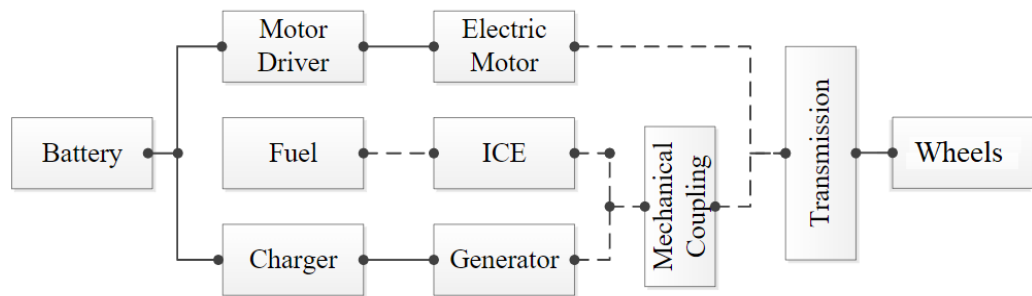 Motor
Driver
Electric
Motor
Battery
Fuel
ICE
Mechanical
Coupling
Transmission
Wheels
Charger
Generator